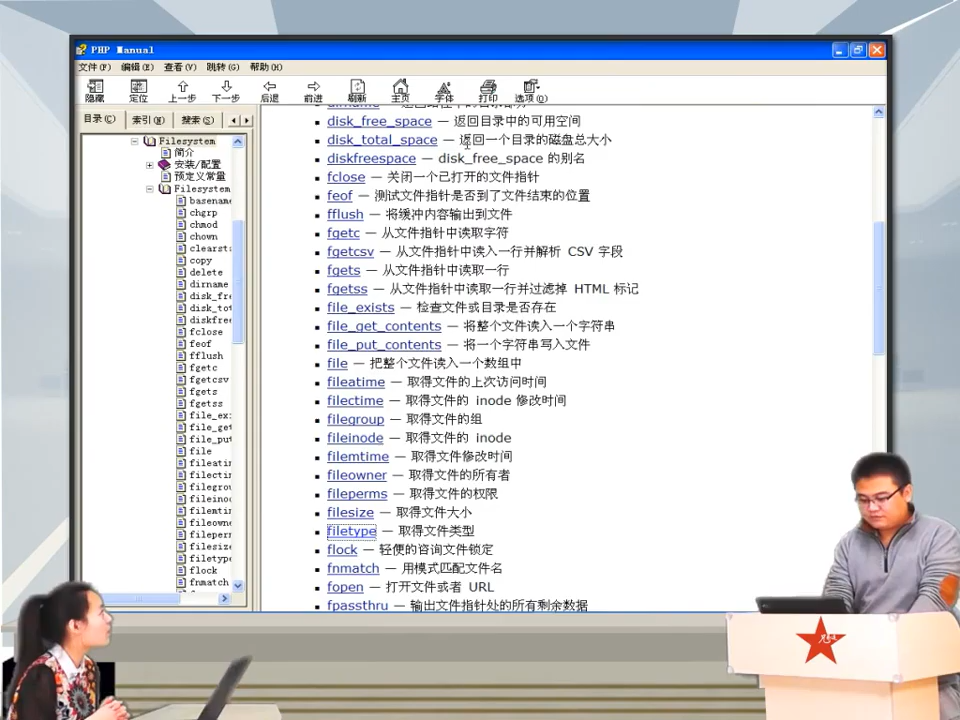 PHP Manual
文件(F) 编辑(E) 查看(V) 跳转(G) 帮助(H)
隐藏 定位 上一步 下一步 后退 前进 刷新 主页 字体 打印 选项(O)
目录(C) 索引(N) 搜索(S)
Filesystem
简介
安装/配置
预定义常量
Filesystem
basename
chgrp
chmod
chown
clearst
copy
delete
dirname
disk_fre
disk_tot
diskfree
fclose
feof
fflush
fgetc
fgetcsv
fgets
fgetss
file_exi
file_get
file_put
file
fileatim
filectim
filegrou
fileinod
filemtim
fileowne
fileperm
filesize
filetype
flock
fnmatch
disk_free_space — 返回目录中的可用空间
disk_total_space — 返回一个目录的磁盘总大小
diskfreespace — disk_free_space 的别名
fclose — 关闭一个已打开的文件指针
feof — 测试文件指针是否到了文件结束的位置
fflush — 将缓冲内容输出到文件
fgetc — 从文件指针中读取字符
fgetcsv — 从文件指针中读入一行并解析 CSV 字段
fgets — 从文件指针中读取一行
fgetss — 从文件指针中读取一行并过滤掉 HTML 标记
file_exists — 检查文件或目录是否存在
file_get_contents — 将整个文件读入一个字符串
file_put_contents — 将一个字符串写入文件
file — 把整个文件读入一个数组中
fileatime — 取得文件的上次访问时间
filectime — 取得文件的 inode 修改时间
filegroup — 取得文件的组
fileinode — 取得文件的 inode
filemtime — 取得文件修改时间
fileowner — 取得文件的所有者
fileperms — 取得文件的权限
filesize — 取得文件大小
filetype — 取得文件类型
flock — 轻便的咨询文件锁定
fnmatch — 用模式匹配文件名
fopen — 打开文件或者 URL
fpassthru — 输出文件指针处的所有剩余数据